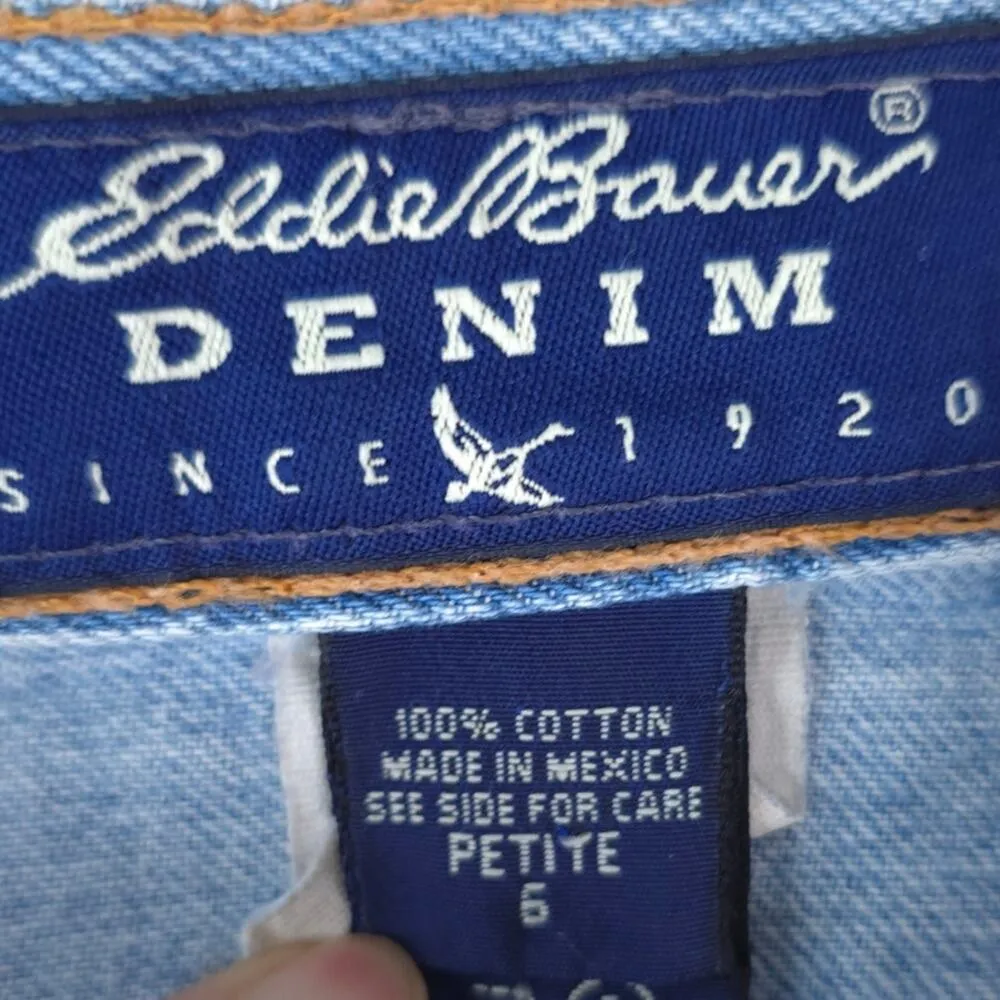 Eddie Bauer®
DENIM
SINCE 1920
100% COTTON
MADE IN MEXICO
SEE SIDE FOR CARE
PETITE
6